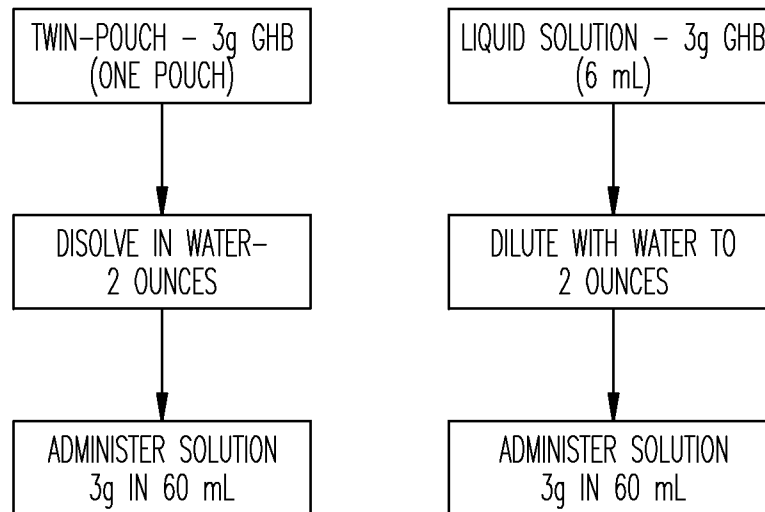 TWIN-POUCH - 3g GHB
(ONE POUCH)
DISOLVE IN WATER-
2 OUNCES
ADMINISTER SOLUTION
3g IN 60 mL
LIQUID SOLUTION - 3g GHB
(6 mL)
DILUTE WITH WATER TO
2 OUNCES
ADMINISTER SOLUTION
3g IN 60 mL